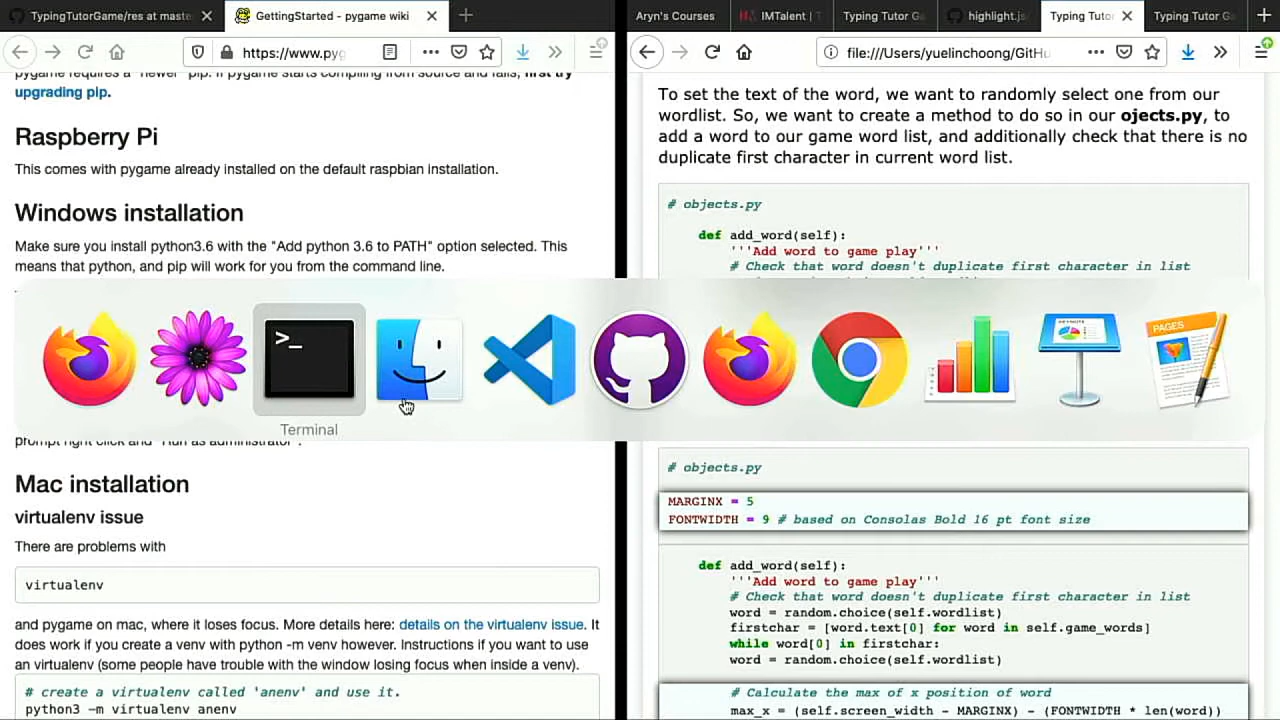 TypingTutorGame/res at maste
GettingStarted - pygame wiki
Aryn's Courses
IMTalent | T
Typing Tutor Ga
highlight.js
Typing Tutor
Typing Tutor Ga
https://www.pyg
file:///Users/yuelinchoong/GitHu
pygame requires a "newer" pip. If pygame starts compiling from source and fails, first try
upgrading pip.
Raspberry Pi
This comes with pygame already installed on the default raspbian installation.
Windows installation
Make sure you install python3.6 with the "Add python 3.6 to PATH" option selected. This
means that python, and pip will work for you from the command line.
Terminal
prompt right click and "Run as administrator".
Mac installation
virtualenv issue
There are problems with
virtualenv
and pygame on mac, where it loses focus. More details here: details on the virtualenv issue. It
does work if you create a venv with python -m venv however. Instructions if you want to use
an virtualenv (some people have trouble with the window losing focus when inside a venv).
# create a virtualenv called 'anenv' and use it.
python3 -m virtualenv anenv
To set the text of the word, we want to randomly select one from our
wordlist. So, we want to create a method to do so in our ojects.py, to
add a word to our game word list, and additionally check that there is no
duplicate first character in current word list.
# objects.py
def add_word(self):
'''Add word to game play'''
# Check that word doesn't duplicate first character in list
KEYNOTE
PAGES
# objects.py
MARGINX = 5
FONTWIDTH = 9 # based on Consolas Bold 16 pt font size
def add_word(self):
'''Add word to game play'''
# Check that word doesn't duplicate first character in list
word = random.choice(self.wordlist)
firstchar = [word.text[0] for word in self.game_words]
while word[0] in firstchar:
word = random.choice(self.wordlist)
# Calculate the max of x position of word
max_x = (self.screen_width - MARGINX) - (FONTWIDTH * len(word))